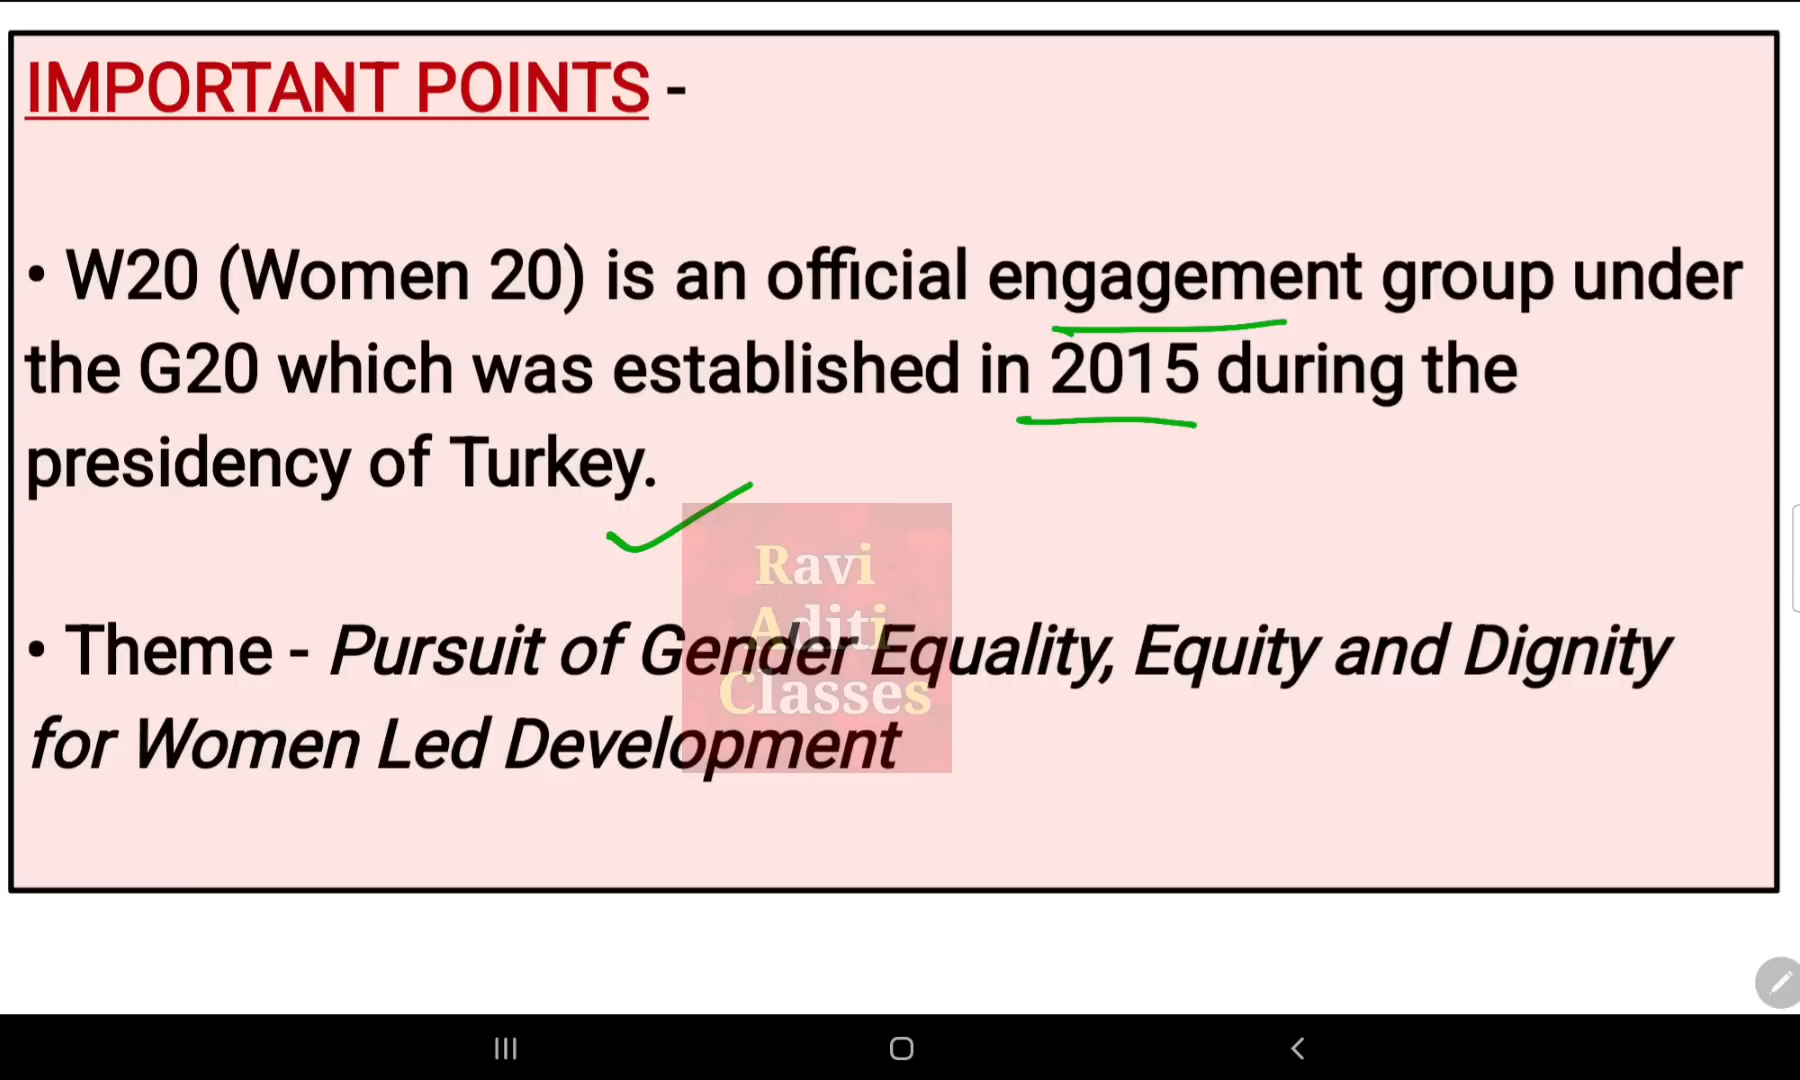 IMPORTANT POINTS -
• W20 (Women 20) is an official engagement group under
the G20 which was established in 2015 during the
presidency of Turkey.
Ravi
Aditi
Classes
• Theme - Pursuit of Gender Equality, Equity and Dignity
for Women Led Development